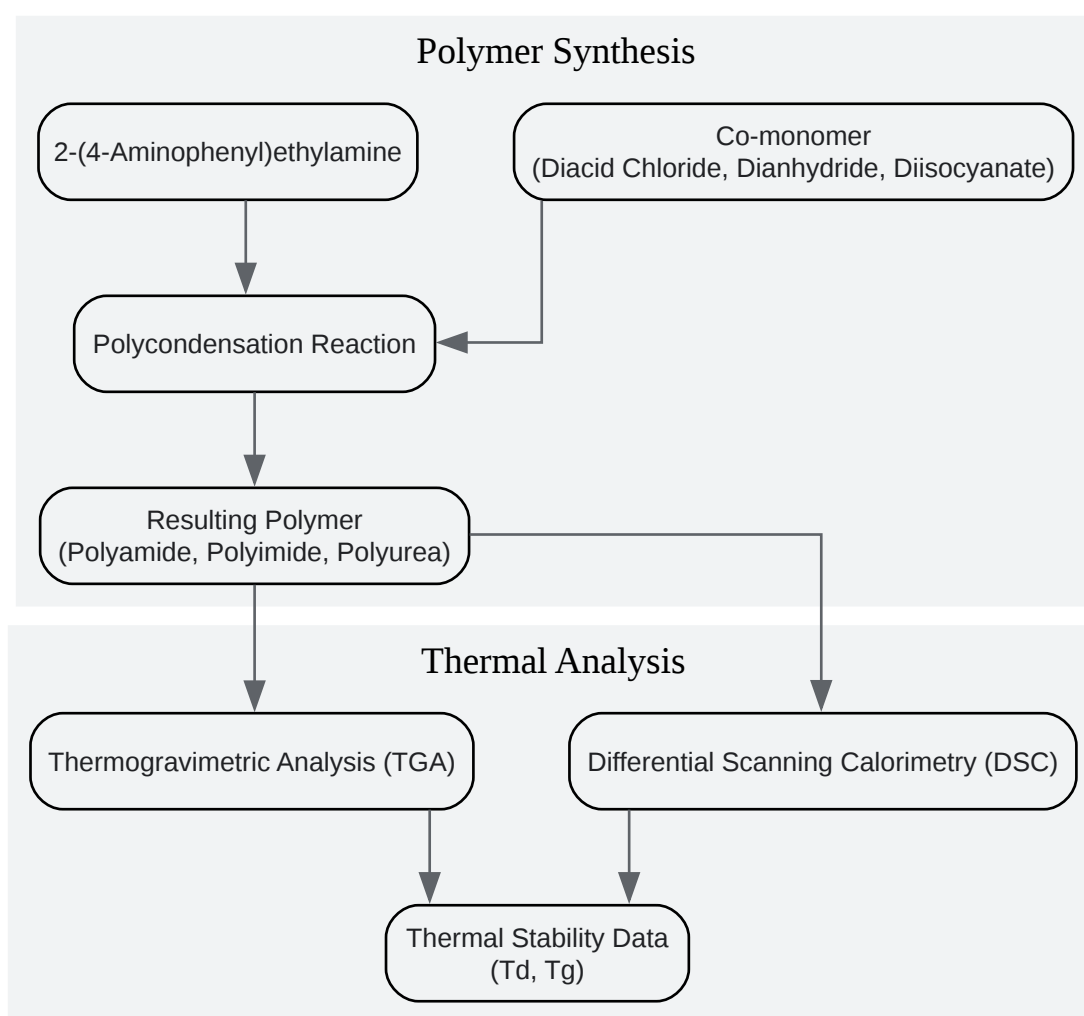 Polymer Synthesis
2-(4-Aminophenyl)ethylamine
Co-monomer
(Diacid Chloride, Dianhydride, Diisocyanate)
Polycondensation Reaction
Resulting Polymer
(Polyamide, Polyimide, Polyurea)
Thermal Analysis
Thermogravimetric Analysis (TGA)
Differential Scanning Calorimetry (DSC)
Thermal Stability Data
(Td, Tg)